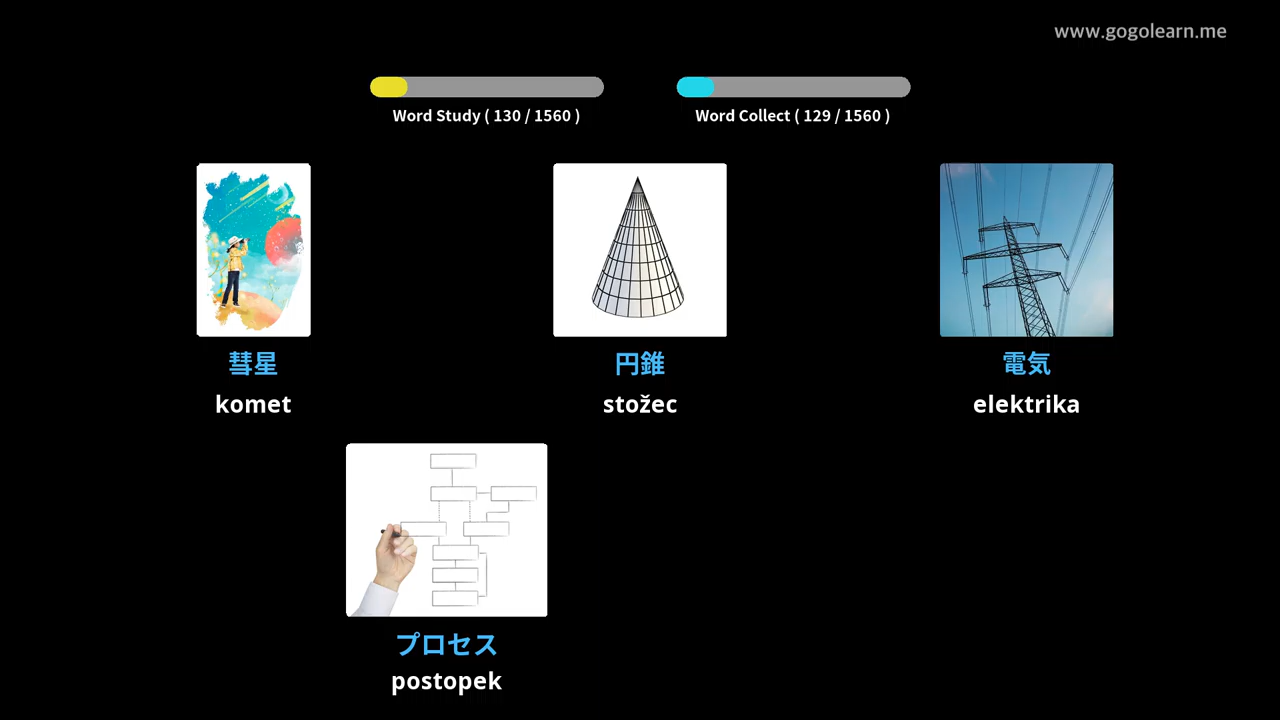 www.gogolearn.me
Word Study ( 130 / 1560 )
Word Collect ( 129 / 1560 )
彗星
円錐
電気
komet
stožec
elektrika
プロセス
postopek